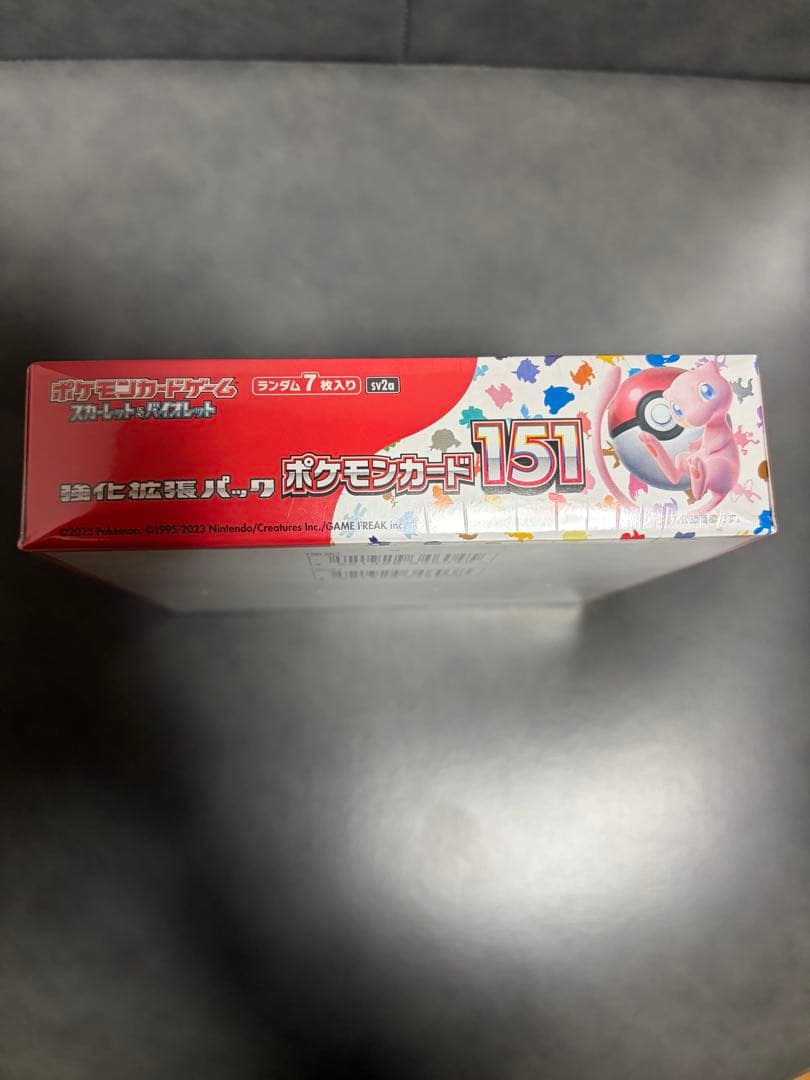 ポケモンカードゲーム
スカーレット&バイオレット
ランダム7枚入り
sv2a
強化拡張パック
ポケモンカード151
©2023 Pokémon. ©1995-2023 Nintendo/Creatures Inc./GAME FREAK inc.